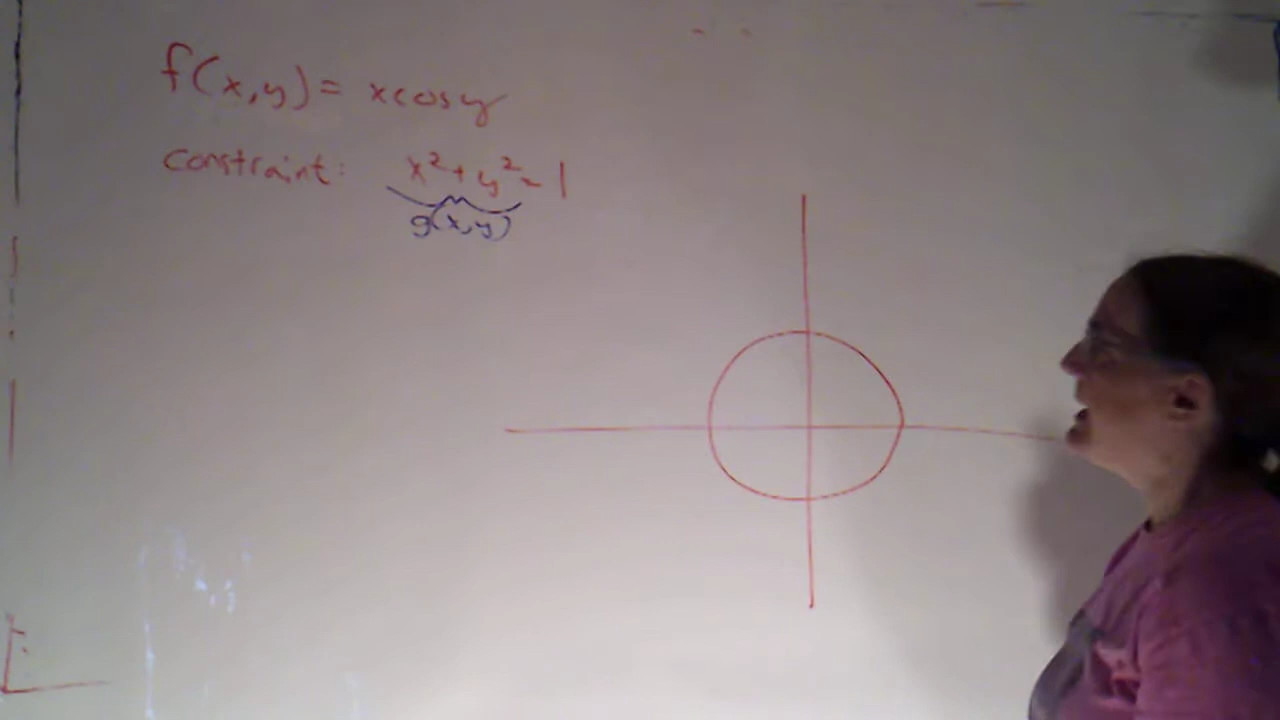 f(x,y) = x cos y
constraint: x² + y² = 1
g(x,y)